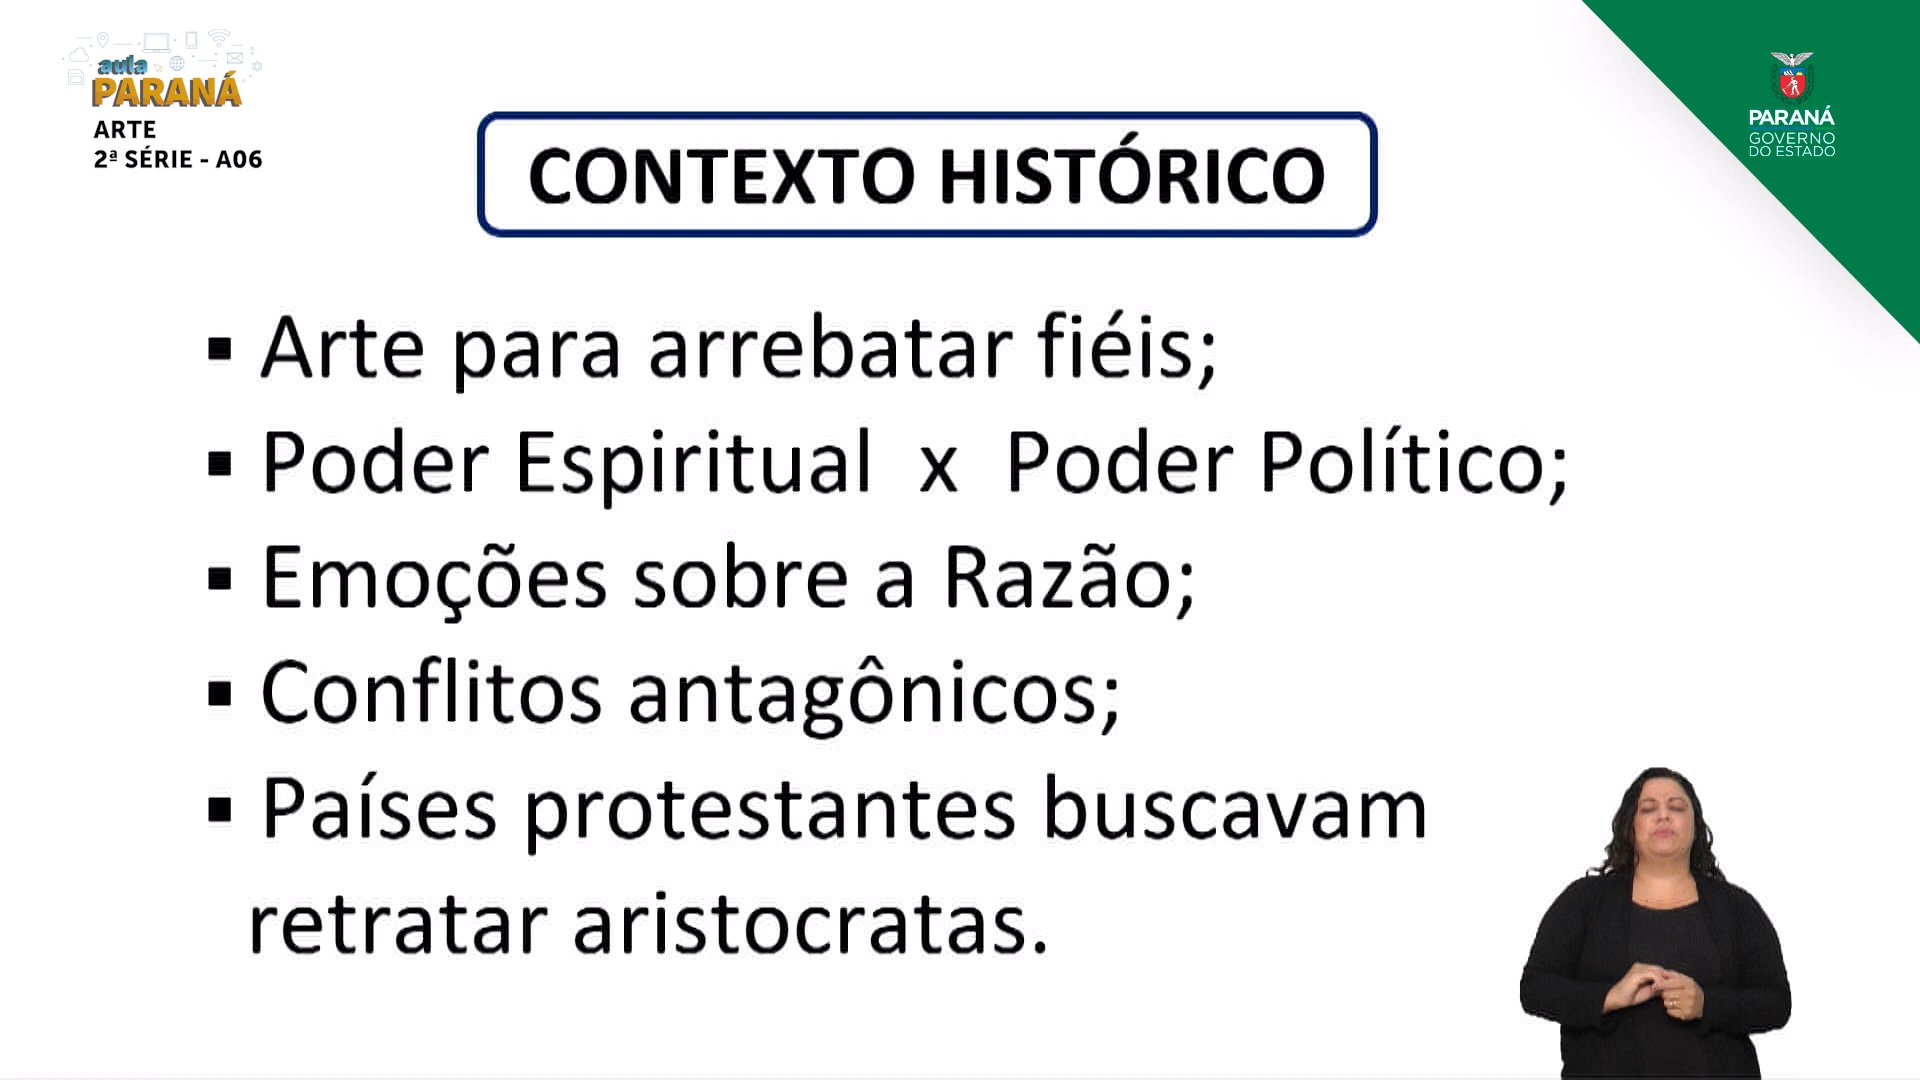 aula
PARANÁ
ARTE
2ª SÉRIE - A06
PARANÁ
GOVERNO
DO ESTADO
CONTEXTO HISTÓRICO
▪ Arte para arrebatar fiéis;
▪ Poder Espiritual x Poder Político;
▪ Emoções sobre a Razão;
▪ Conflitos antagônicos;
▪ Países protestantes buscavam
retratar aristocratas.